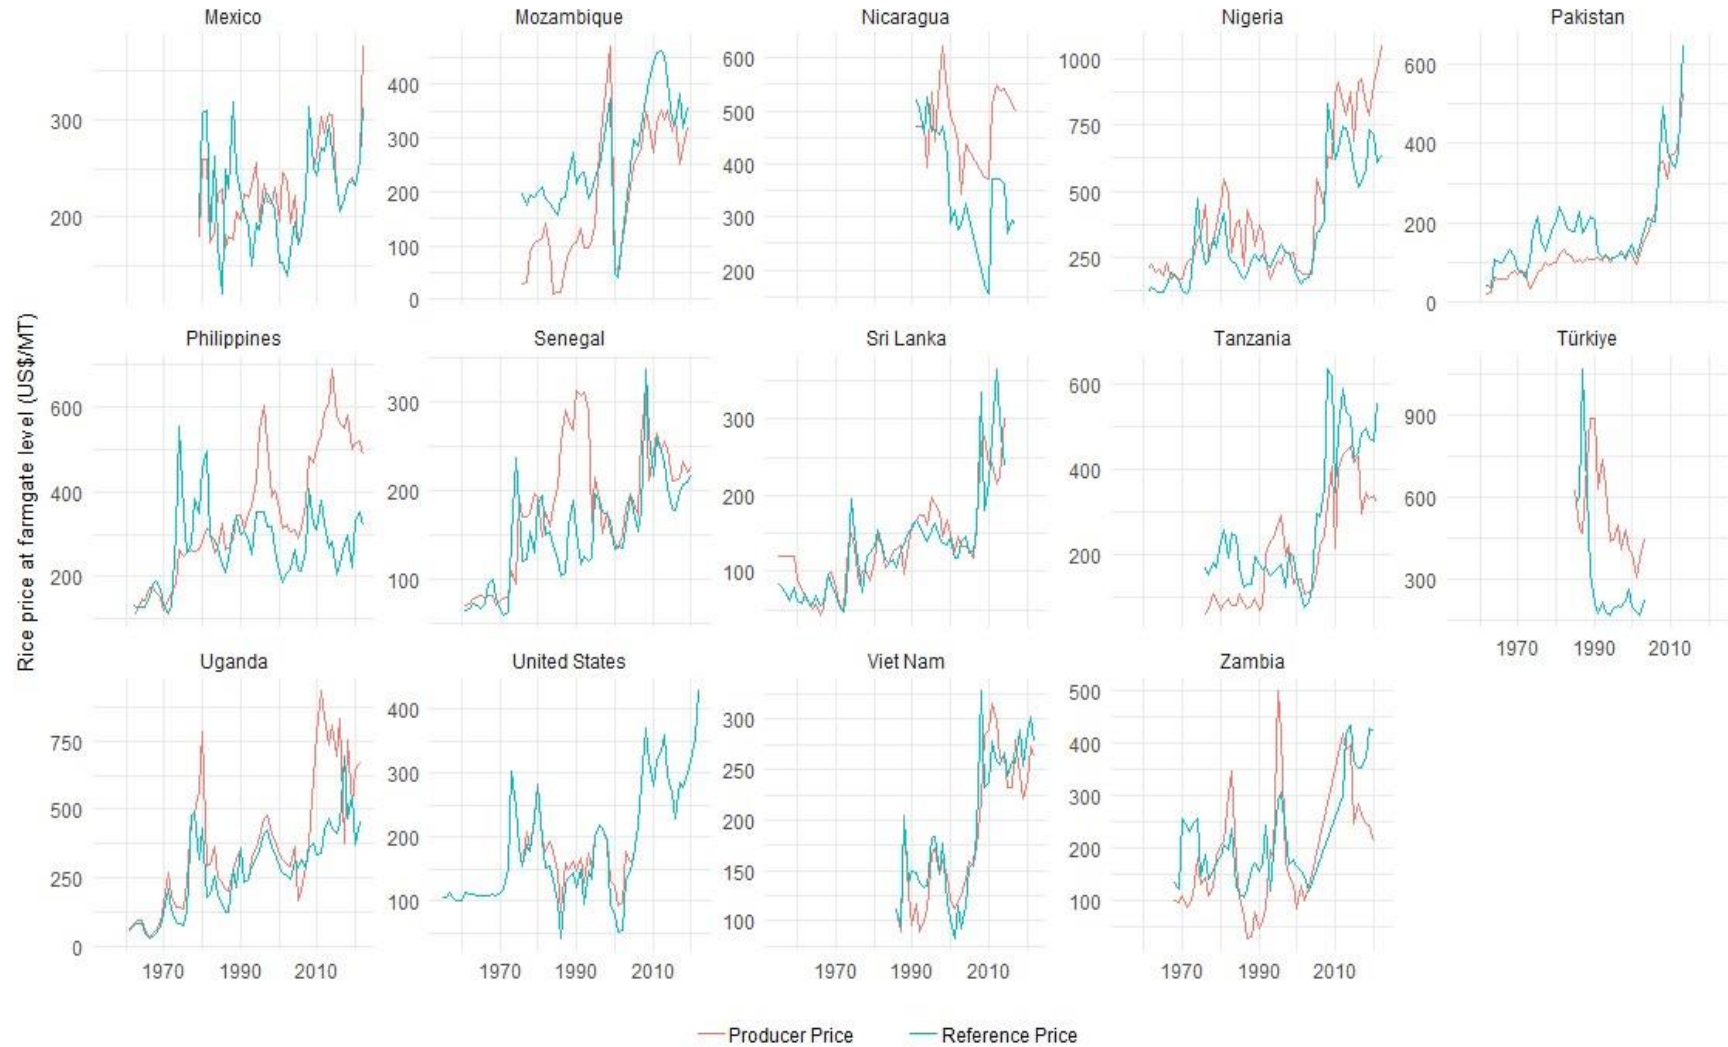 Mexico
Mozambique
Nicaragua
Nigeria
Pakistan
300
200
400
300
200
100
0
600
500
400
300
200
1000
750
500
250
600
400
200
0
Rice price at farmgate level (US$/MT)
Philippines
Senegal
Sri Lanka
Tanzania
Türkiye
600
400
200
300
200
100
300
200
100
600
400
200
900
600
300
1970 1990 2010
Uganda
United States
Viet Nam
Zambia
750
500
250
0
400
300
200
100
300
250
200
150
100
500
400
300
200
100
1970 1990 2010
1970 1990 2010
1970 1990 2010
1970 1990 2010
Producer Price Reference Price